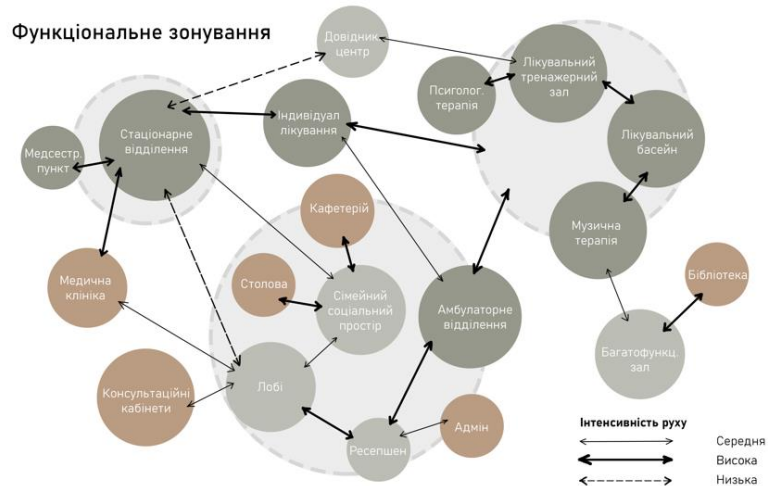 Функціональне зонування
Довідник
центр
Лікувальний
тренажерний
зал
Психолог.
терапія
Індивідуал
лікування
Стаціонарне
відділення
Медсестр.
пункт
Лікувальний
басейн
Музична
терапія
Кафетерій
Бібліотека
Медична
клініка
Столова
Сімейний
соціальний
простір
Амбулаторне
відділення
Багатофункц.
зал
Консультаційні
кабінети
Лобі
Адмін
Ресепшен
Інтенсивність руху
Середня
Висока
Низька